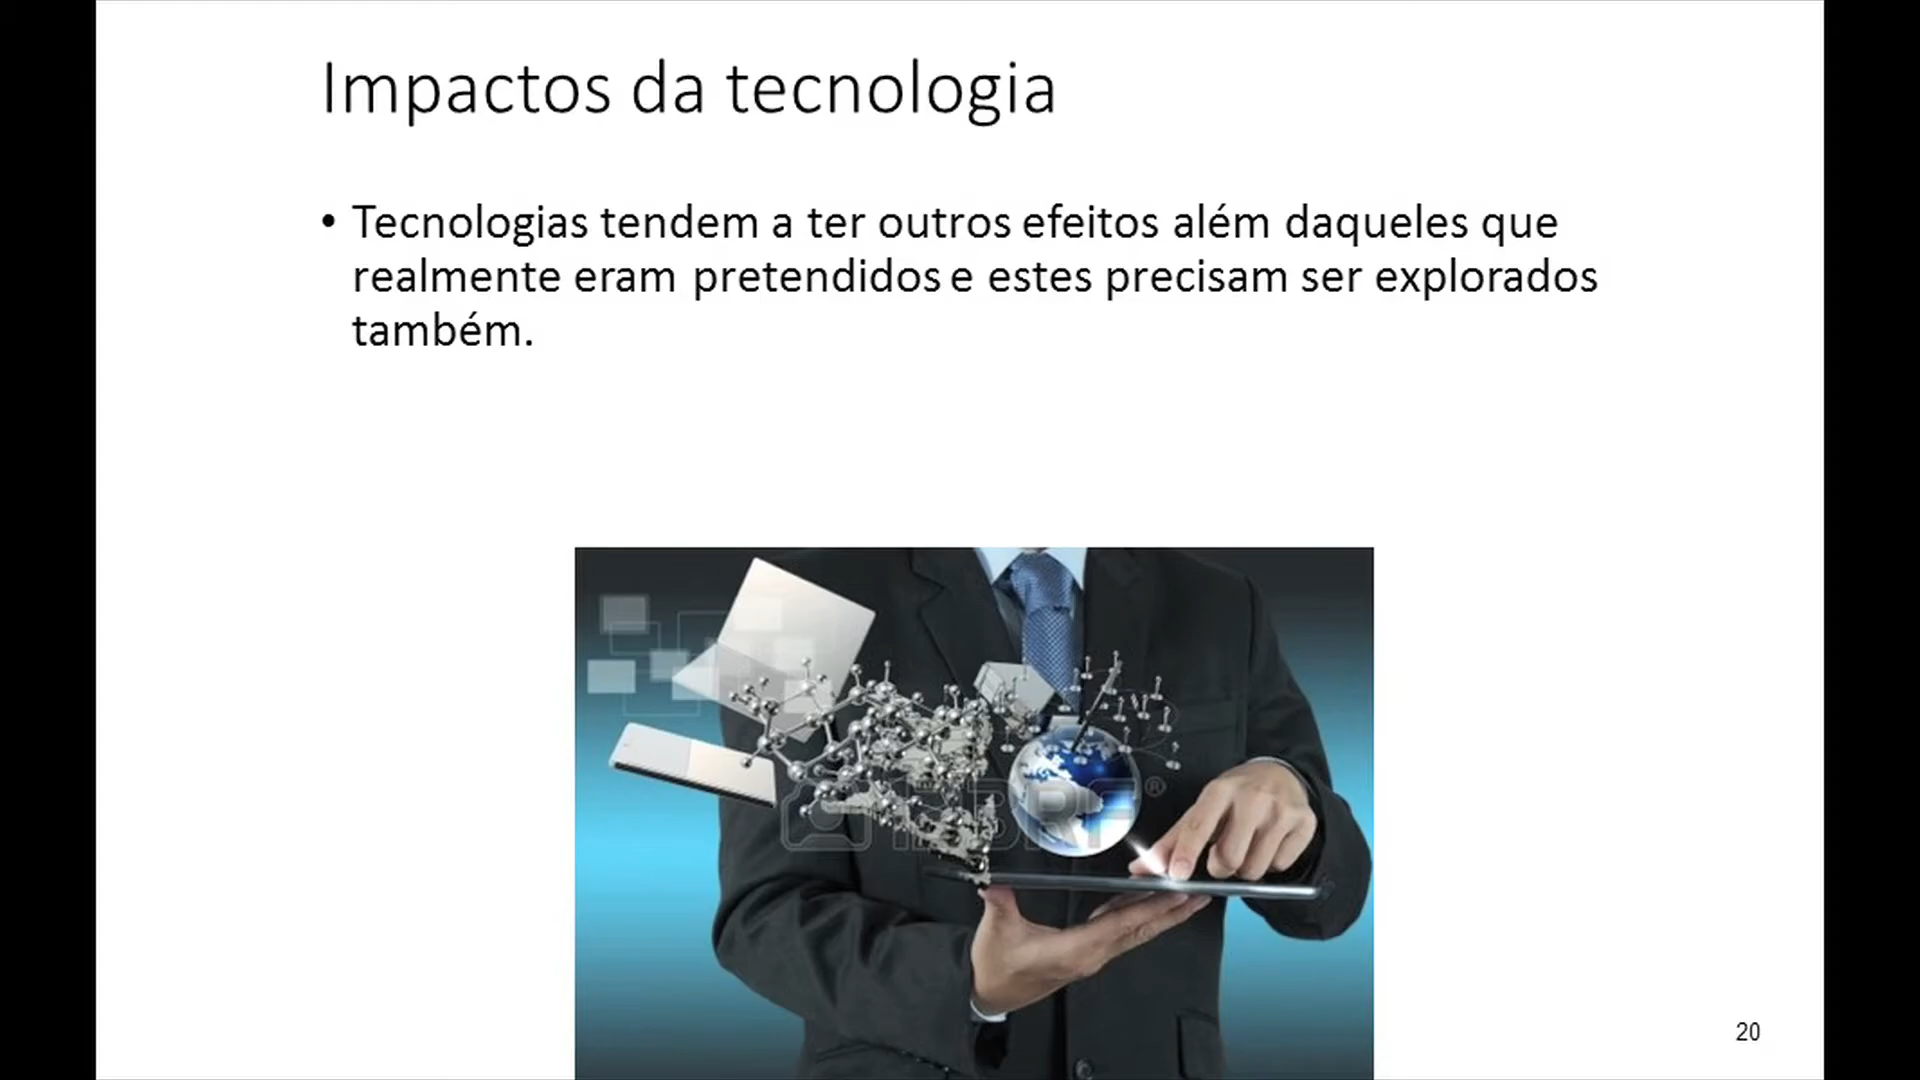 Impactos da tecnologia
• Tecnologias tendem a ter outros efeitos além daqueles que
realmente eram pretendidos e estes precisam ser explorados
também.
123RF®
20